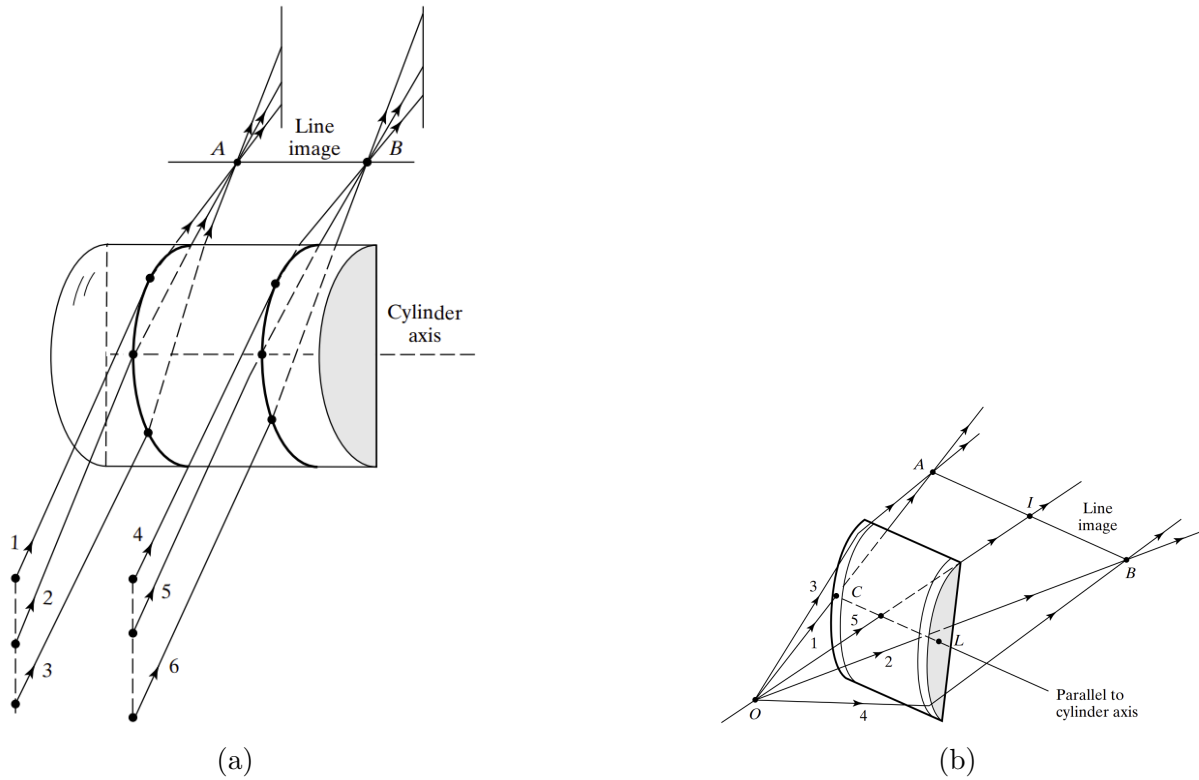 A
Line
image
B
Cylinder
axis
1
2
3
4
5
6
(a)
A
I
Line
image
B
3
C
5
1
2
L
O
4
Parallel to
cylinder axis
(b)